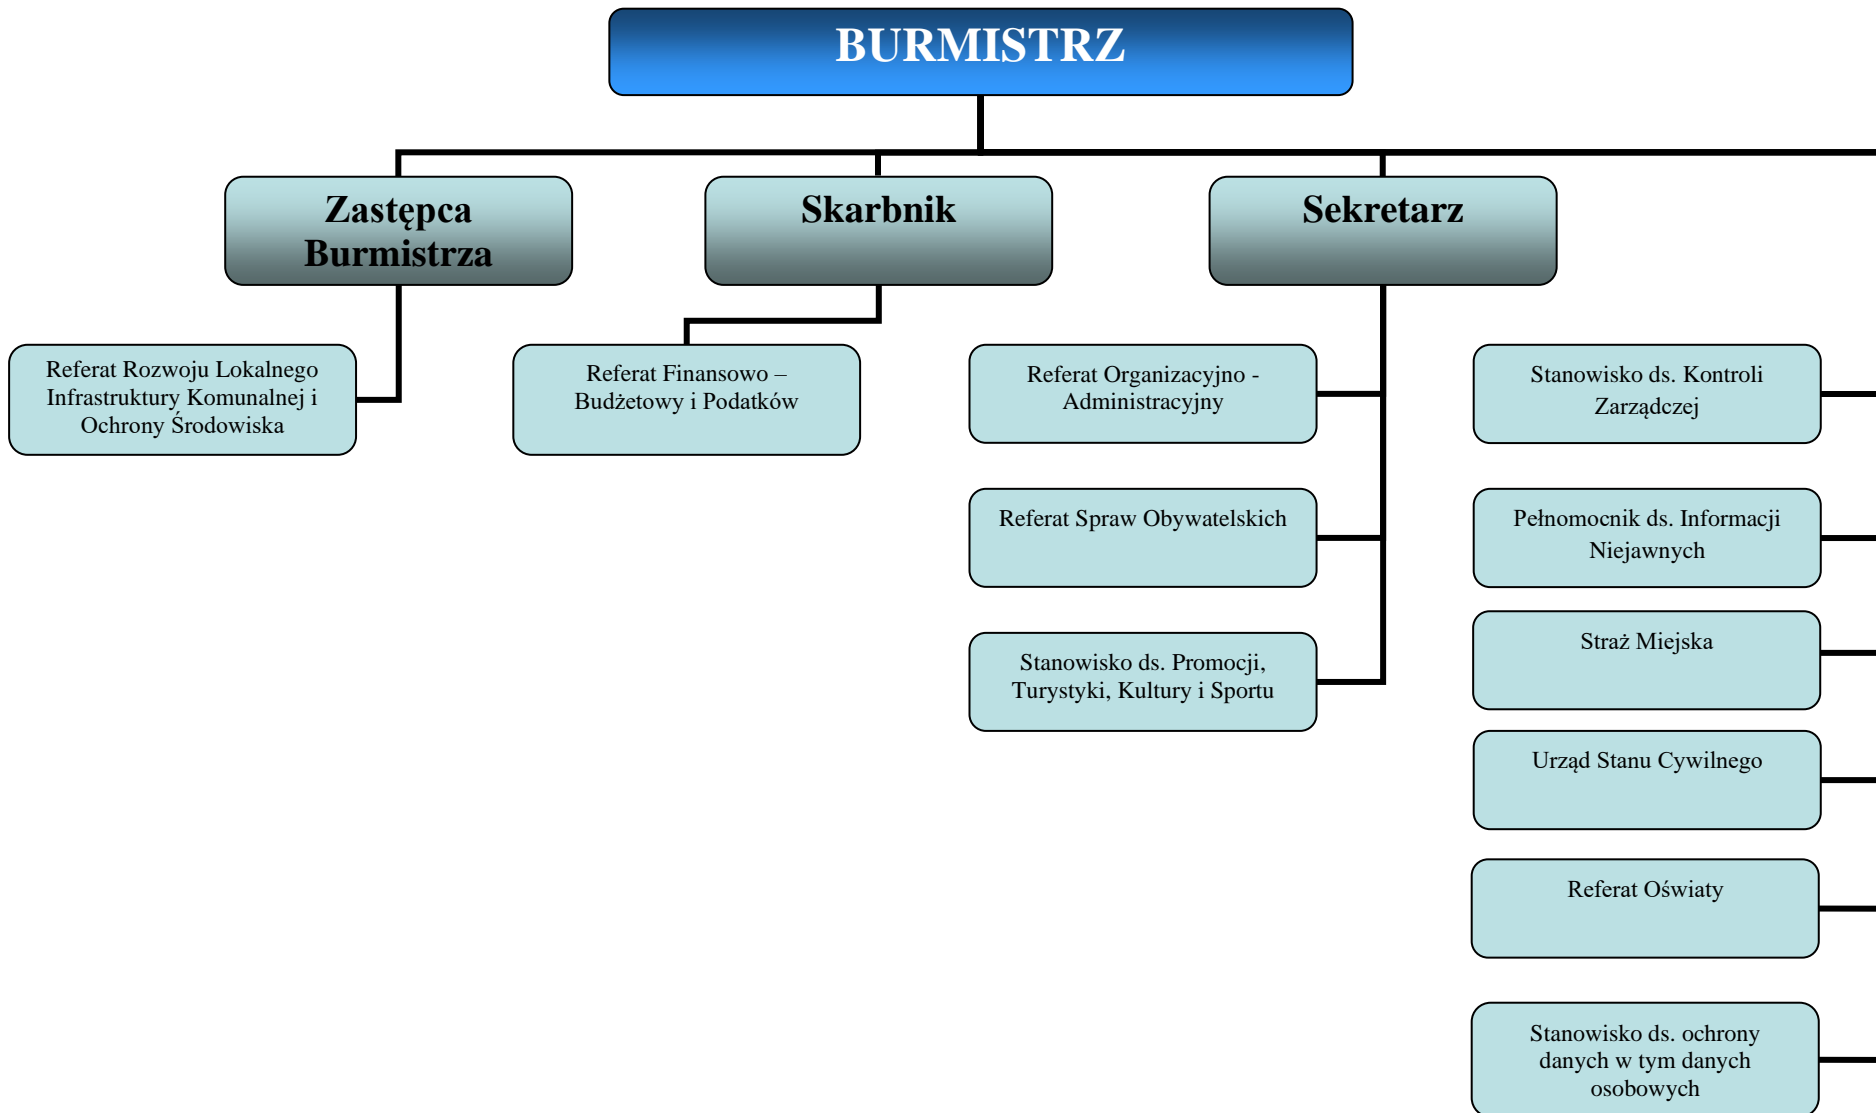 BURMISTRZ
Zastępca
Burmistrza
Skarbnik
Sekretarz
Referat Rozwoju Lokalnego
Infrastruktury Komunalnej i
Ochrony Środowiska
Referat Finansowo –
Budżetowy i Podatków
Referat Organizacyjno -
Administracyjny
Referat Spraw Obywatelskich
Stanowisko ds. Promocji,
Turystyki, Kultury i Sportu
Stanowisko ds. Kontroli
Zarządczej
Pełnomocnik ds. Informacji
Niejawnych
Straż Miejska
Urząd Stanu Cywilnego
Referat Oświaty
Stanowisko ds. ochrony
danych w tym danych
osobowych